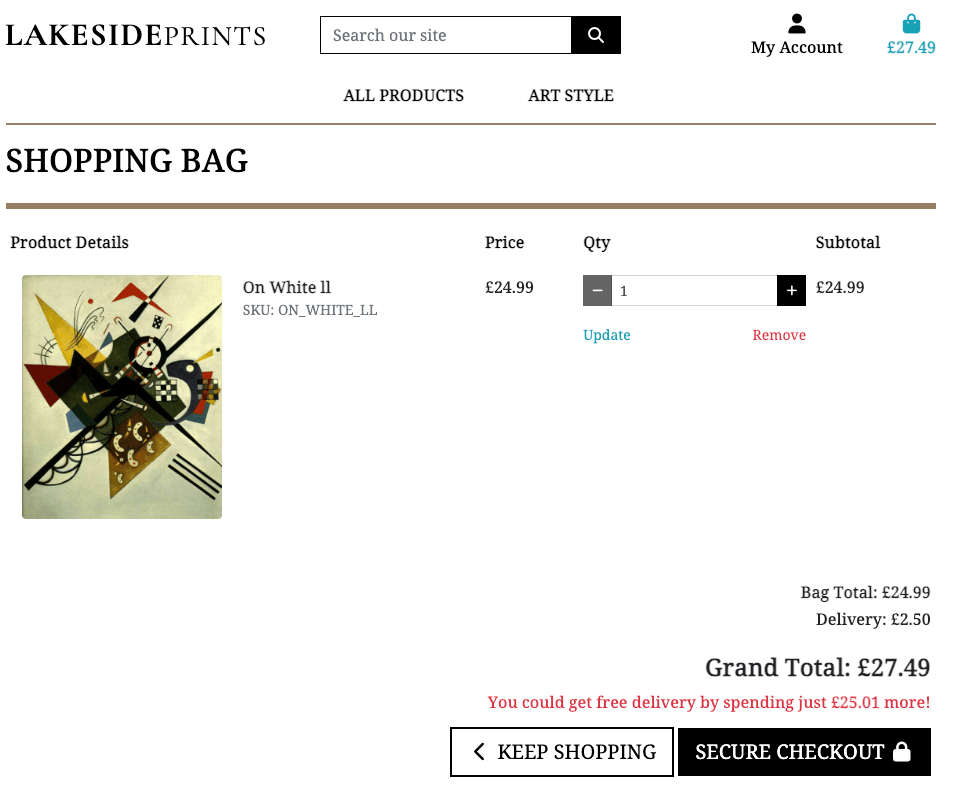 LAKESIDEPRINTS
Search our site
My Account
£27.49
ALL PRODUCTS
ART STYLE
SHOPPING BAG
Product Details
Price
Qty
Subtotal
On White ll
£24.99
1
£24.99
SKU: ON_WHITE_LL
Update
Remove
Bag Total: £24.99
Delivery: £2.50
Grand Total: £27.49
You could get free delivery by spending just £25.01 more!
KEEP SHOPPING
SECURE CHECKOUT